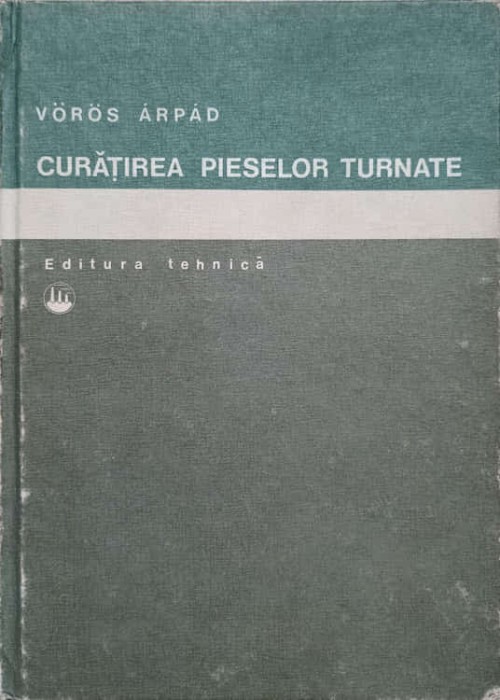 VÖRÖS ÁRPÁD
CURĂȚIREA PIESELOR TURNATE
Editura tehnică